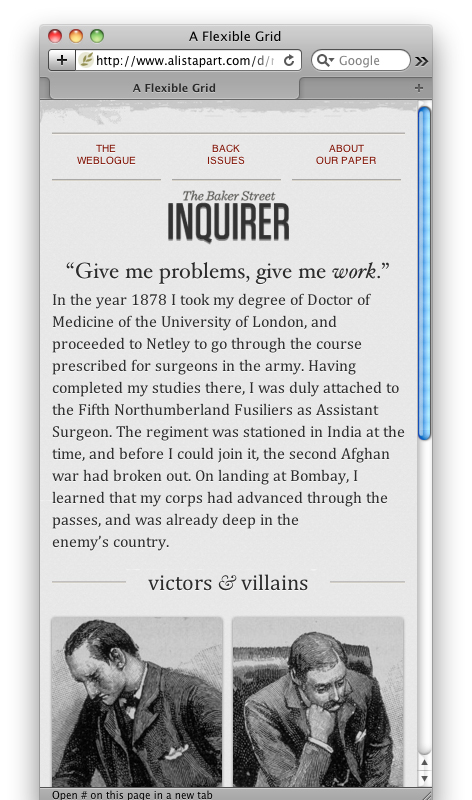 A Flexible Grid
http://www.alistapart.com/d/r
Google
A Flexible Grid
THE
WEBLOGUE
BACK
ISSUES
ABOUT
OUR PAPER
The Baker Street
INQUIRER
“Give me problems, give me work.”
In the year 1878 I took my degree of Doctor of
Medicine of the University of London, and
proceeded to Netley to go through the course
prescribed for surgeons in the army. Having
completed my studies there, I was duly attached to
the Fifth Northumberland Fusiliers as Assistant
Surgeon. The regiment was stationed in India at the
time, and before I could join it, the second Afghan
war had broken out. On landing at Bombay, I
learned that my corps had advanced through the
passes, and was already deep in the
enemy’s country.
victors & villains
Open # on this page in a new tab